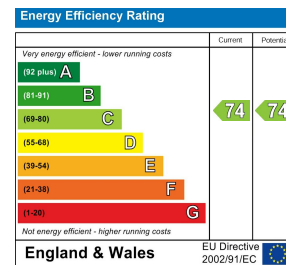 Energy Efficiency Rating
Current Potentia
Very energy efficient - lower running costs
(92 plus) A
(81-91) B
(69-80) C
74 74
(55-68) D
(39-54) E
(21-38) F
(1-20) G
Not energy efficient - higher running costs
England & Wales
EU Directive
2002/91/EC